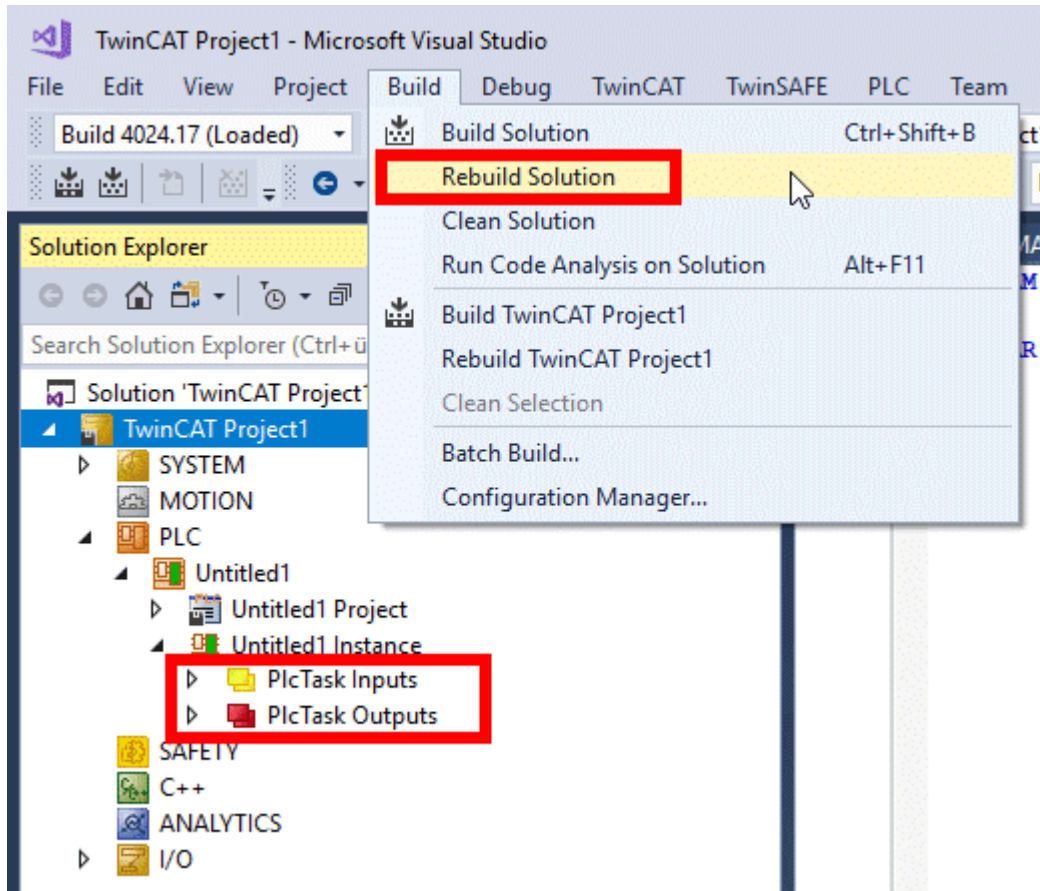 TwinCAT Project1 - Microsoft Visual Studio
File Edit View Project Build Debug TwinCAT TwinSAFE PLC Team
Build 4024.17 (Loaded)
Build Solution Ctrl+Shift+B
Rebuild Solution
Clean Solution
Run Code Analysis on Solution Alt+F11
Build TwinCAT Project1
Rebuild TwinCAT Project1
Clean Selection
Batch Build...
Configuration Manager...
Solution Explorer
Search Solution Explorer (Ctrl+ü
Solution 'TwinCAT Project1
TwinCAT Project1
SYSTEM
MOTION
PLC
Untitled1
Untitled1 Project
Untitled1 Instance
PlcTask Inputs
PlcTask Outputs
SAFETY
C++
ANALYTICS
I/O